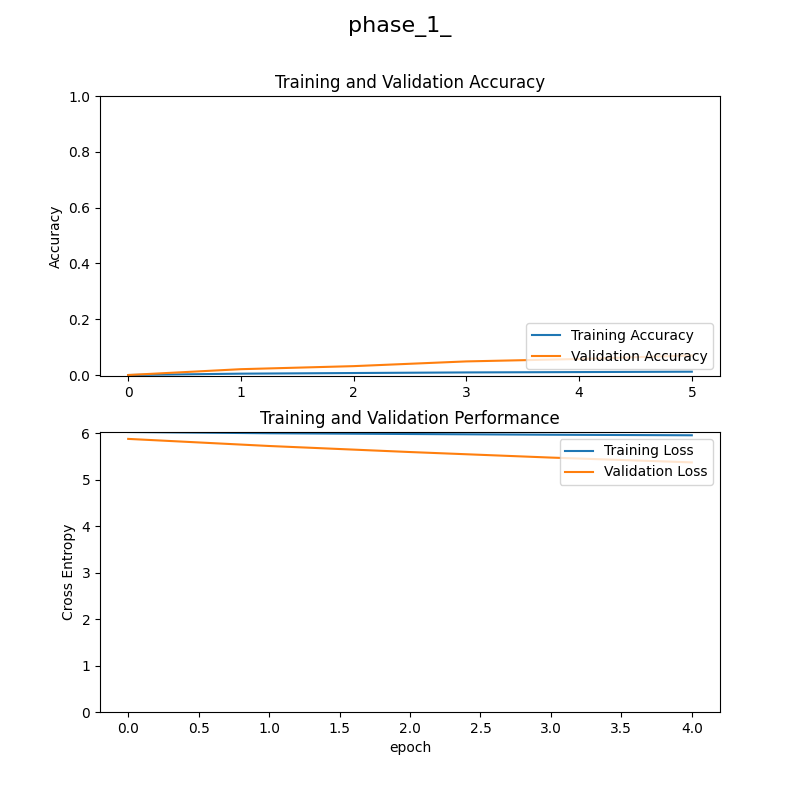 phase_1_
Training and Validation Accuracy
1.0
0.8
0.6
0.4
0.2
0.0
Accuracy
Training Accuracy
Validation Accuracy
0 1 2 3 4 5
Training and Validation Performance
6
5
4
3
2
1
0
Cross Entropy
Training Loss
Validation Loss
0.0 0.5 1.0 1.5 2.0 2.5 3.0 3.5 4.0
epoch